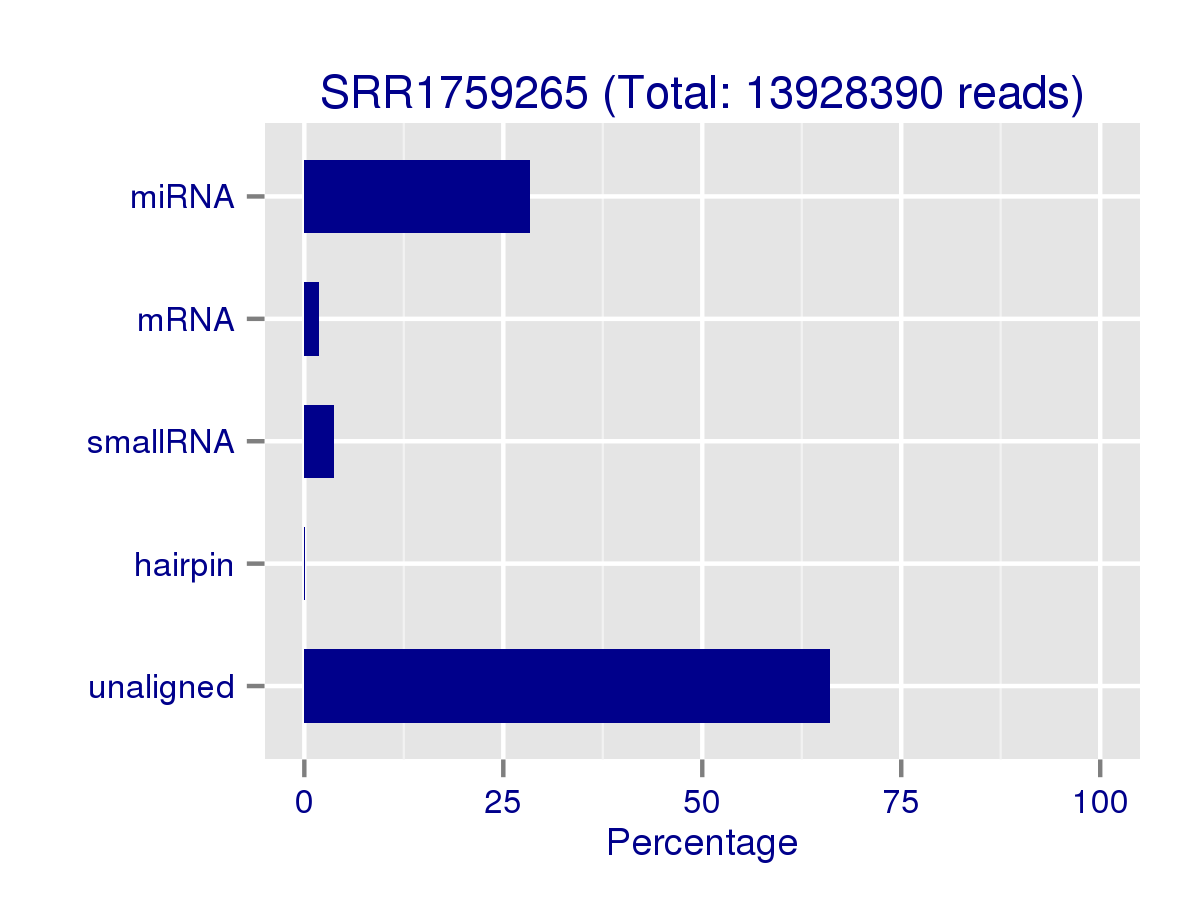 SRR1759265 (Total: 13928390 reads)
miRNA
mRNA
smallRNA
hairpin
unaligned
0 25 50 75 100
Percentage